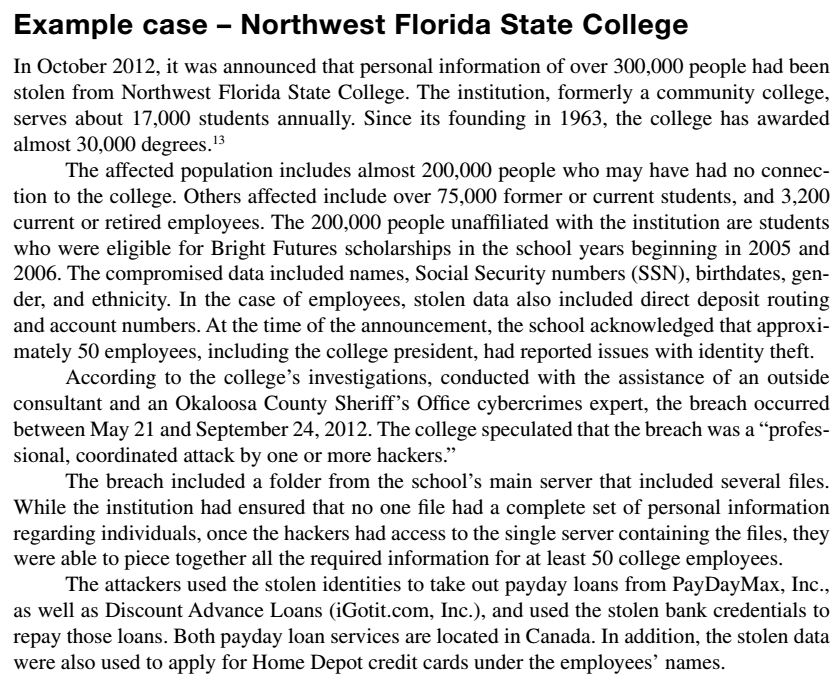 Example case – Northwest Florida State College
In October 2012, it was announced that personal information of over 300,000 people had been
stolen from Northwest Florida State College. The institution, formerly a community college,
serves about 17,000 students annually. Since its founding in 1963, the college has awarded
almost 30,000 degrees.¹³
The affected population includes almost 200,000 people who may have had no connec-
tion to the college. Others affected include over 75,000 former or current students, and 3,200
current or retired employees. The 200,000 people unaffiliated with the institution are students
who were eligible for Bright Futures scholarships in the school years beginning in 2005 and
2006. The compromised data included names, Social Security numbers (SSN), birthdates, gen-
der, and ethnicity. In the case of employees, stolen data also included direct deposit routing
and account numbers. At the time of the announcement, the school acknowledged that approxi-
mately 50 employees, including the college president, had reported issues with identity theft.
According to the college’s investigations, conducted with the assistance of an outside
consultant and an Okaloosa County Sheriff’s Office cybercrimes expert, the breach occurred
between May 21 and September 24, 2012. The college speculated that the breach was a “profes-
sional, coordinated attack by one or more hackers.”
The breach included a folder from the school’s main server that included several files.
While the institution had ensured that no one file had a complete set of personal information
regarding individuals, once the hackers had access to the single server containing the files, they
were able to piece together all the required information for at least 50 college employees.
The attackers used the stolen identities to take out payday loans from PayDayMax, Inc.,
as well as Discount Advance Loans (iGotit.com, Inc.), and used the stolen bank credentials to
repay those loans. Both payday loan services are located in Canada. In addition, the stolen data
were also used to apply for Home Depot credit cards under the employees’ names.